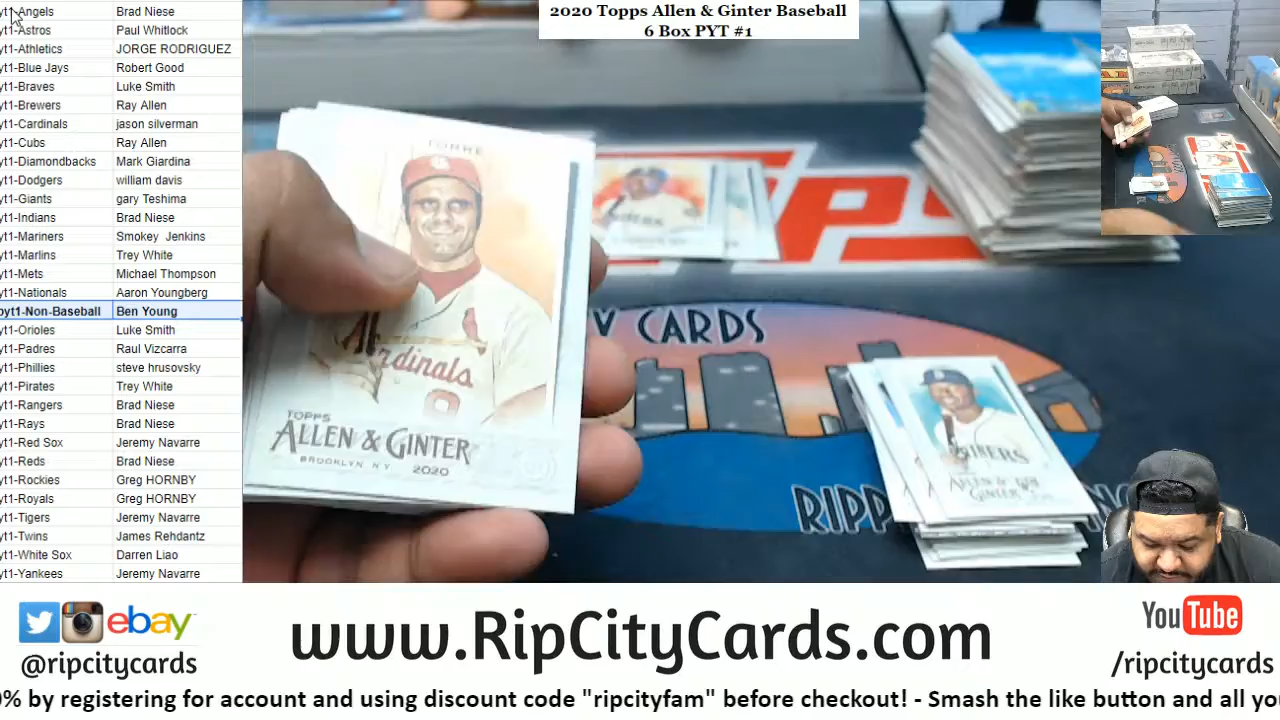 2020 Topps Allen & Ginter Baseball
6 Box PYT #1
yt1-Angels Brad Niese
yt1-Astros Paul Whitlock
yt1-Athletics JORGE RODRIGUEZ
yt1-Blue Jays Robert Good
yt1-Braves Luke Smith
yt1-Brewers Ray Allen
yt1-Cardinals jason silverman
yt1-Cubs Ray Allen
yt1-Diamondbacks Mark Giardina
yt1-Dodgers william davis
yt1-Giants gary Teshima
yt1-Indians Brad Niese
yt1-Mariners Smokey Jenkins
yt1-Marlins Trey White
yt1-Mets Michael Thompson
yt1-Nationals Aaron Youngberg
pyt1-Non-Baseball Ben Young
yt1-Orioles Luke Smith
yt1-Padres Raul Vizcarra
yt1-Phillies steve hrusovsky
yt1-Pirates Trey White
yt1-Rangers Brad Niese
yt1-Rays Brad Niese
yt1-Red Sox Jeremy Navarre
yt1-Reds Brad Niese
yt1-Rockies Greg HORNBY
yt1-Royals Greg HORNBY
yt1-Tigers Jeremy Navarre
yt1-Twins James Rehdantz
yt1-White Sox Darren Liao
yt1-Yankees Jeremy Navarre
TORRE
Cardinals
TOPPS
ALLEN & GINTER
BROOKLYN, NY 2020
V CARDS
RIPP
ALLEN &
GINTER
ebay
@ripcitycards
www.RipCityCards.com
YouTube
/ripcitycards
0% by registering for account and using discount code "ripcityfam" before checkout! - Smash the like button and all yo